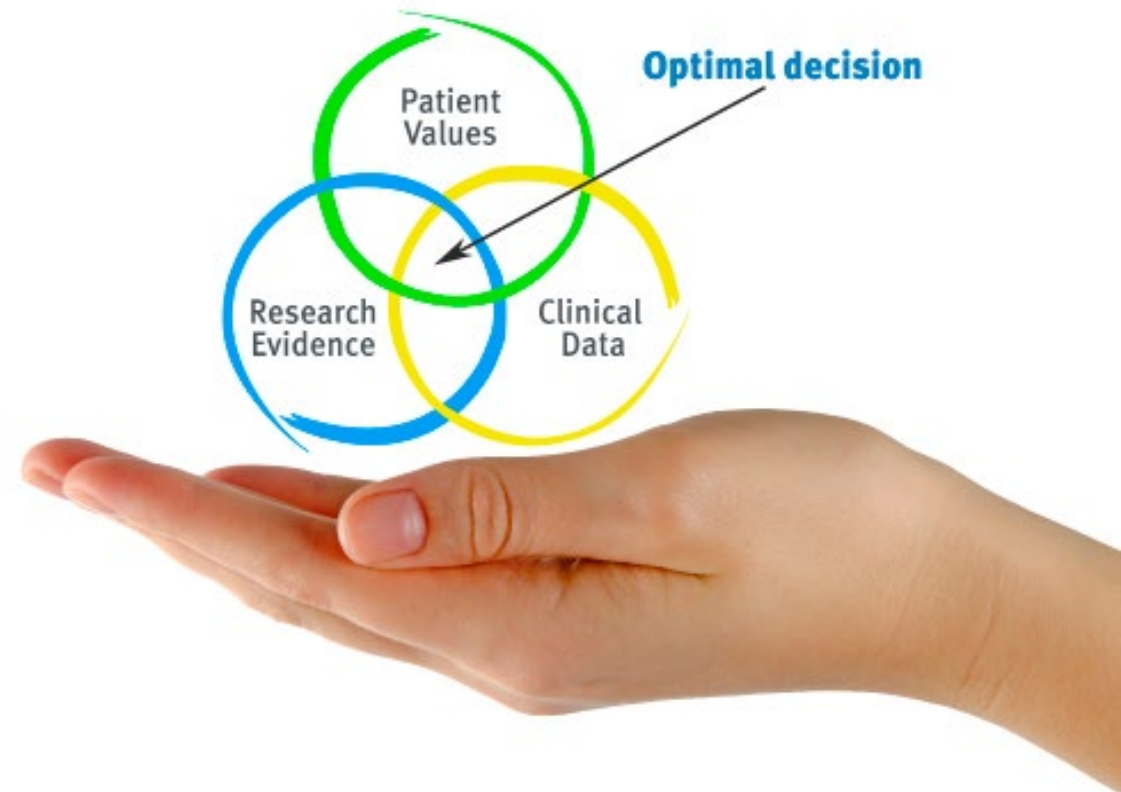 Patient
Values
Optimal decision
Research
Evidence
Clinical
Data